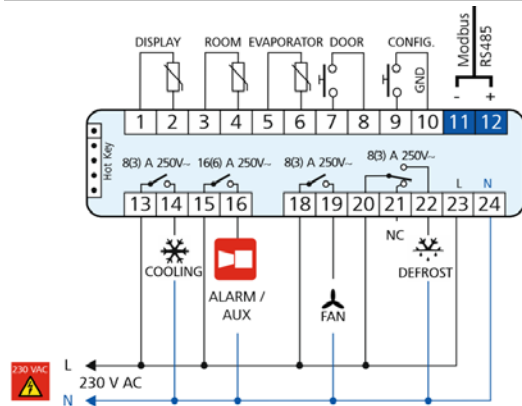 Modbus
RS485
DISPLAY ROOM EVAPORATOR DOOR CONFIG.
GND
- +
1 2 3 4 5 6 7 8 9 10 11 12
Hot Key
8(3) A 250V~ 16(6) A 250V~ 8(3) A 250V~ 8(3) A 250V~
L N
13 14 15 16 18 19 20 21 22 23 24
NC
COOLING
DEFROST
ALARM /
AUX
FAN
230 VAC
L
230 V AC
N